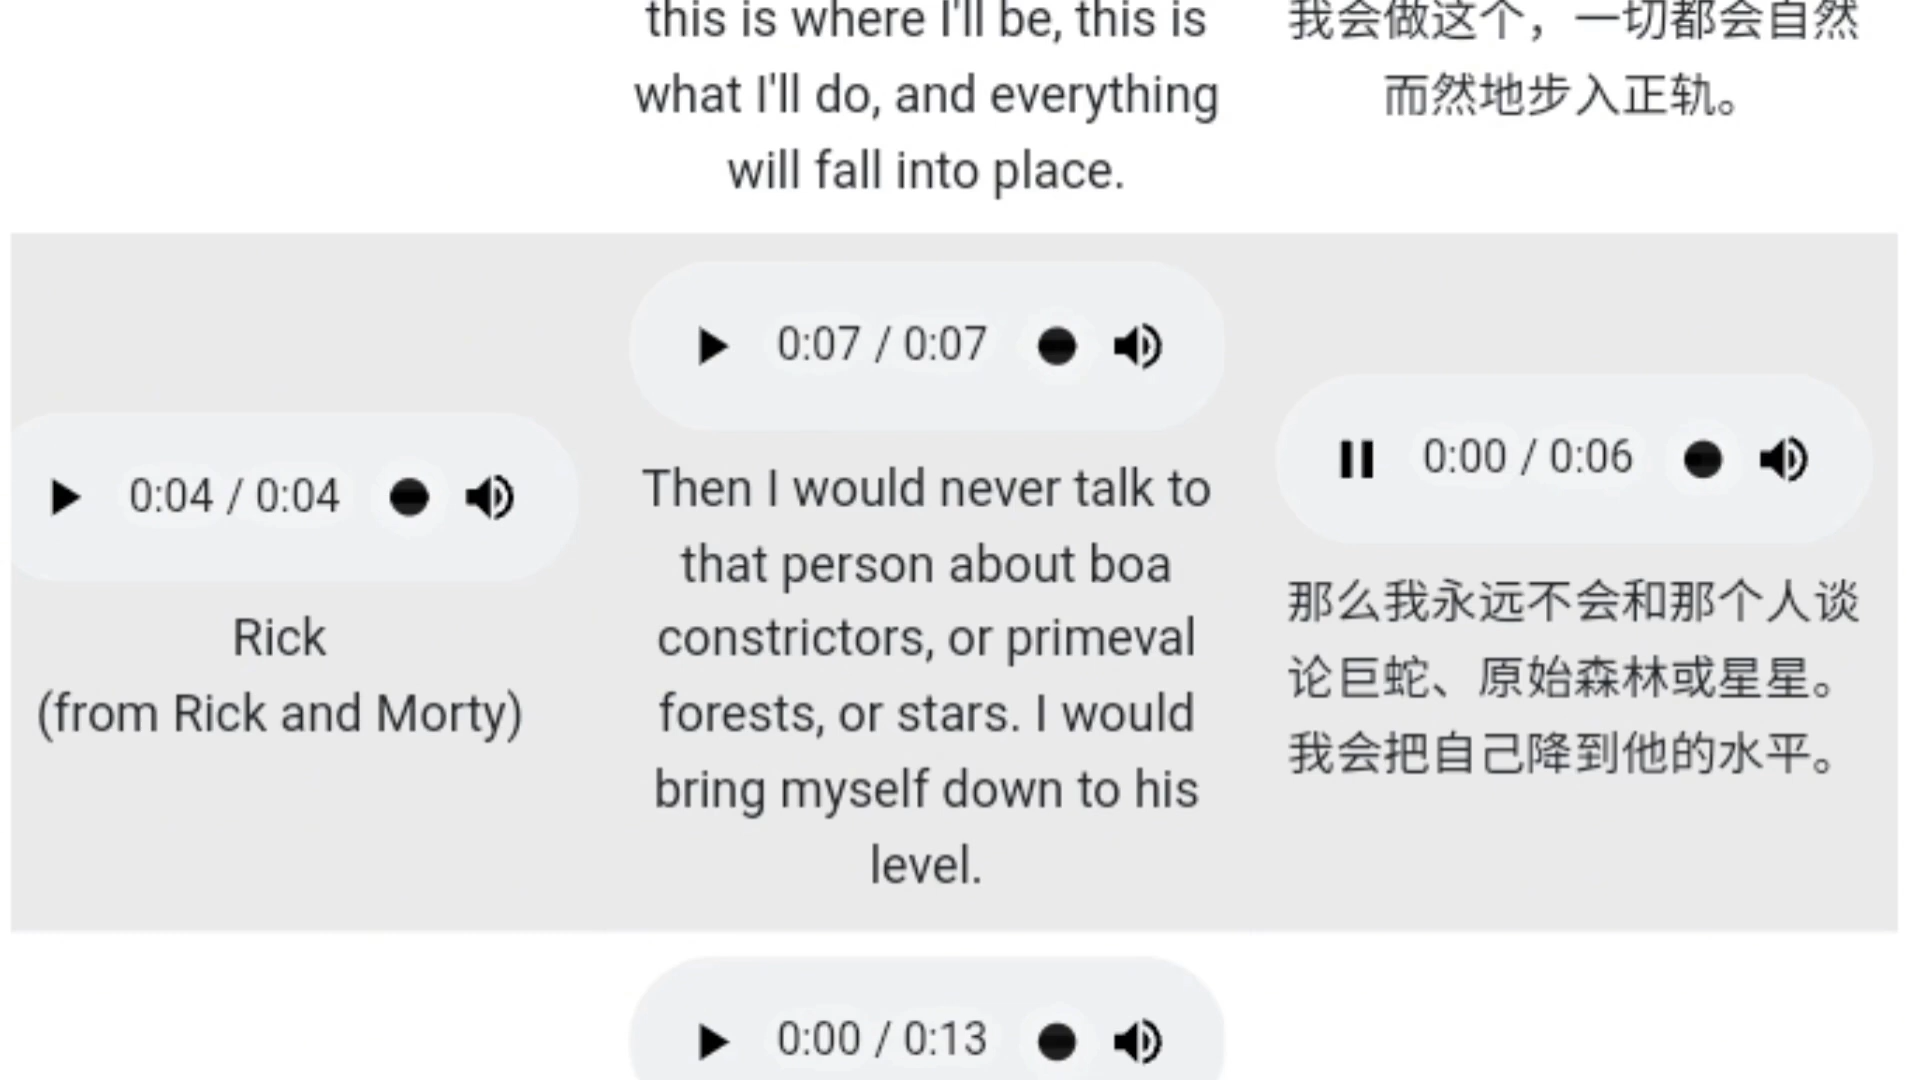 this is where I'll be, this is
what I'll do, and everything
will fall into place.
我会做这个，一切都会自然
而然地步入正轨。
0:04 / 0:04
Rick
(from Rick and Morty)
0:07 / 0:07
Then I would never talk to
that person about boa
constrictors, or primeval
forests, or stars. I would
bring myself down to his
level.
0:00 / 0:06
那么我永远不会和那个人谈
论巨蛇、原始森林或星星。
我会把自己降到他的水平。
0:00 / 0:13